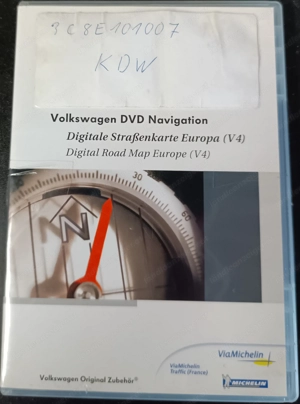 9C8E101007
KDW
Volkswagen DVD Navigation
Digitale Straßenkarte Europa (V4)
Digital Road Map Europe (V4)
30
60
N
ViaMichelin
ViaMichelin
Traffic (France)
MICHELIN
Volkswagen Original Zubehör®